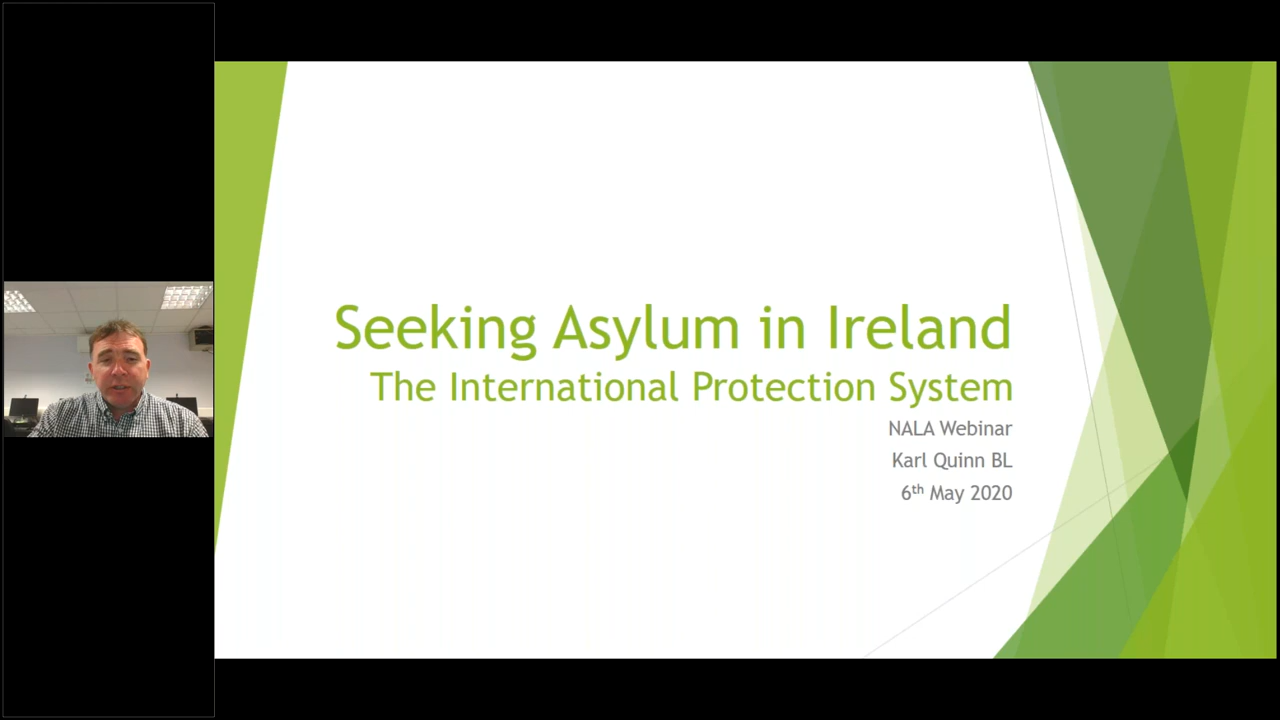 Seeking Asylum in Ireland
The International Protection System
NALA Webinar
Karl Quinn BL
6th May 2020